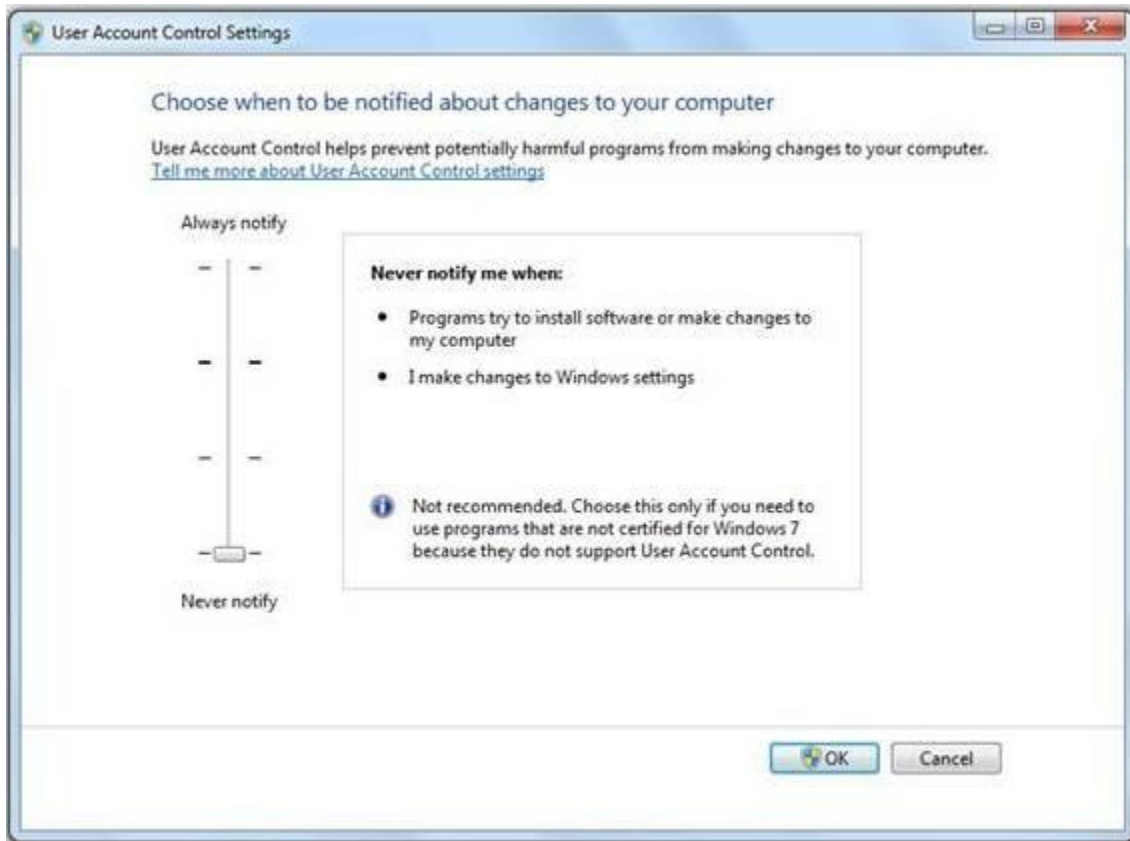 User Account Control Settings
Choose when to be notified about changes to your computer
User Account Control helps prevent potentially harmful programs from making changes to your computer.
Tell me more about User Account Control settings
Always notify
Never notify me when:
• Programs try to install software or make changes to
my computer
• I make changes to Windows settings
Not recommended. Choose this only if you need to
use programs that are not certified for Windows 7
because they do not support User Account Control.
Never notify
OK
Cancel